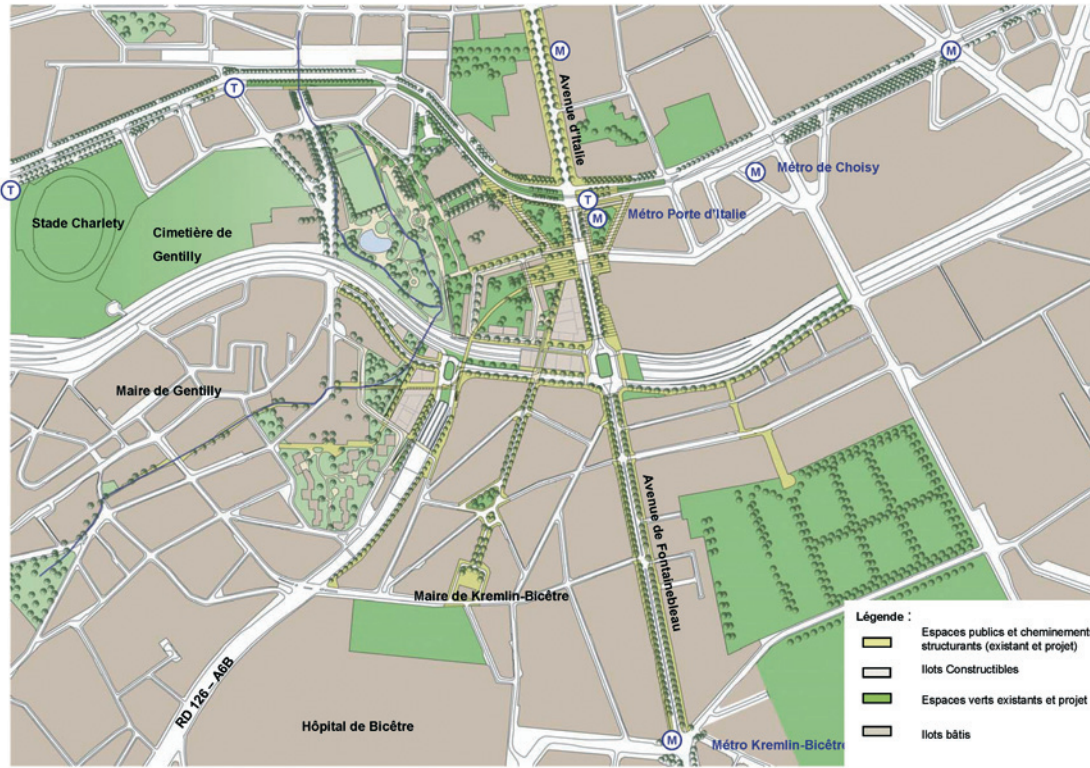 M
Avenue d'Italie
M
T
T
M
Métro de Choisy
T
M
Métro Porte d'Italie
Stade Charlety
Cimetière de
Gentilly
Maire de Gentilly
Avenue de Fontainebleau
Maire de Kremlin-Bicêtre
RD 126 – A6B
Hôpital de Bicêtre
M
Métro Kremlin-Bicêtre
Légende :
Espaces publics et cheminement
structurants (existant et projet)
Ilots Constructibles
Espaces verts existants et projet
Ilots bâtis